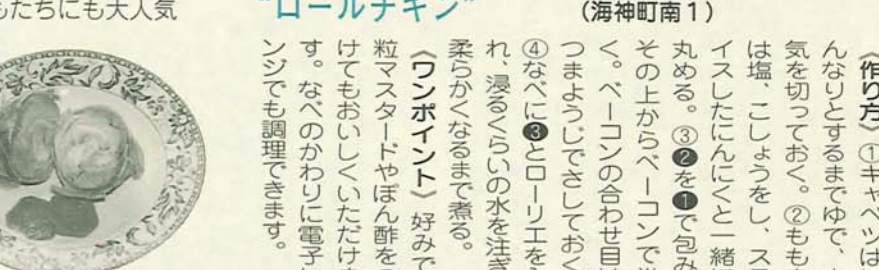 (海神町南1)
"ロールチキン"
もたちにも大人気
《作り方》①キャベツは
んなりとするまでゆで、
気を切っておく。②もも
は塩、こしょうをし、ス
イスしたにんにくと一緒
丸める。③❷を❶で包み
その上からベーコンで
く。ベーコンの合わせ目
つまようじでさしておく
④なべに❸とローリエを
れ、浸るくらいの水を注ぎ
柔らかくなるまで煮る。
《ワンポイント》好みで
粒マスタードやぽん酢を
けてもおいしくいただけ
す。なべのかわりに電子
ンジでも調理できます。